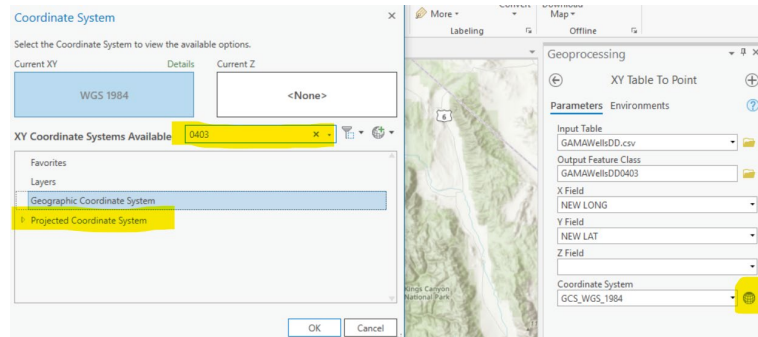 Coordinate System
Select the Coordinate System to view the available options.
Current XY
Details
Current Z
WGS 1984
<None>
XY Coordinate Systems Available
0403
Favorites
Layers
Geographic Coordinate System
Projected Coordinate System
OK
Cancel
More
Convert
Download
Map
Labeling
Offline
6
Kings Canyon
National Park
Geoprocessing
XY Table To Point
Parameters
Environments
Input Table
GAMAWellsDD.csv
Output Feature Class
GAMAWellsDD0403
X Field
NEW LONG
Y Field
NEW LAT
Z Field
Coordinate System
GCS_WGS_1984